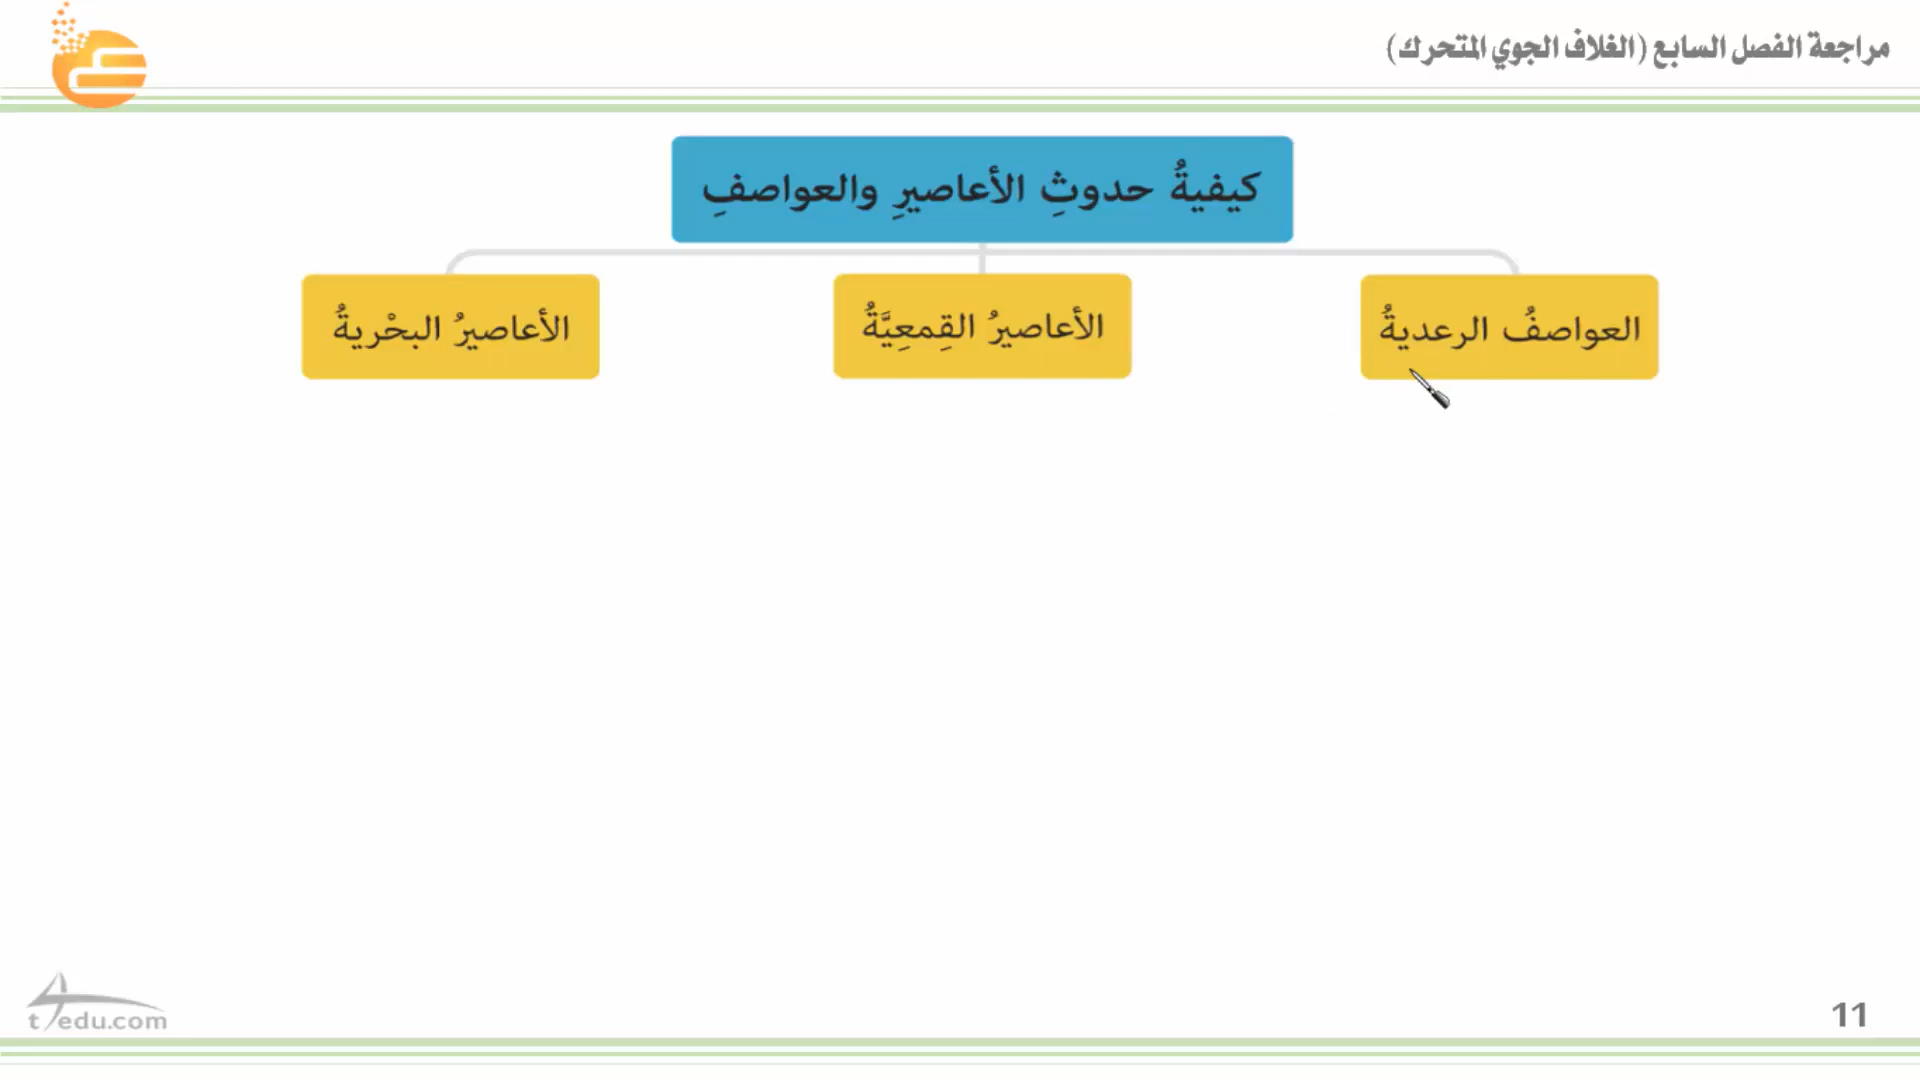 مراجعة الفصل السابع (الغلاف الجوي المتحرك)
كيفيةُ حدوثِ الأعاصيرِ والعواصفِ
العواصفُ الرعديةُ
الأعاصيرُ القِمعِيَّةُ
الأعاصيرُ البحْريةُ
t4edu.com
11